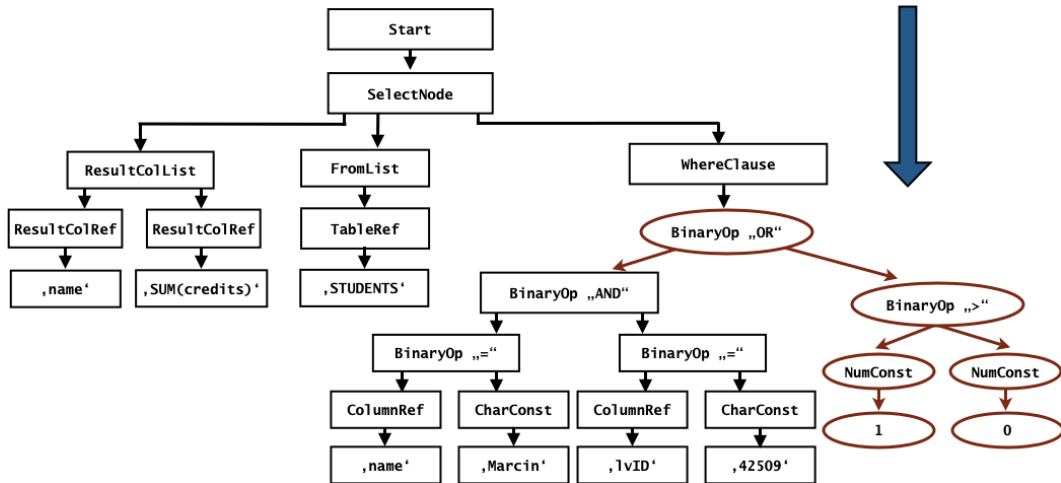 Start
SelectNode
ResultColList
FromList
WhereClause
ResultColRef
ResultColRef
TableRef
BinaryOp „OR“
‚name‘
‚SUM(credits)‘
‚STUDENTS‘
BinaryOp „AND“
BinaryOp „>“
BinaryOp „=“
BinaryOp „=“
NumConst
NumConst
ColumnRef
CharConst
ColumnRef
CharConst
1
0
‚name‘
‚Marcin‘
‚lvID‘
‚42509‘